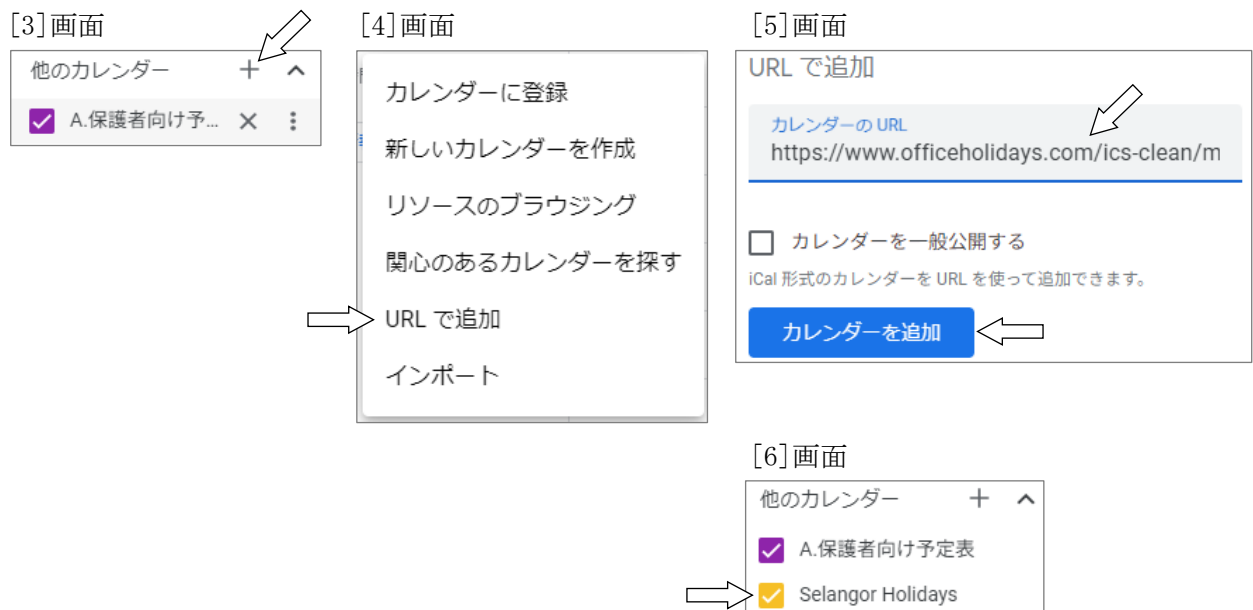 [3]画面
他のカレンダー
A.保護者向け予...
[4]画面
カレンダーに登録
新しいカレンダーを作成
リソースのブラウジング
関心のあるカレンダーを探す
URL で追加
インポート
[5]画面
URL で追加
カレンダーの URL
https://www.officeholidays.com/ics-clean/m
カレンダーを一般公開する
iCal 形式のカレンダーを URL を使って追加できます。
カレンダーを追加
[6]画面
他のカレンダー
A.保護者向け予定表
Selangor Holidays